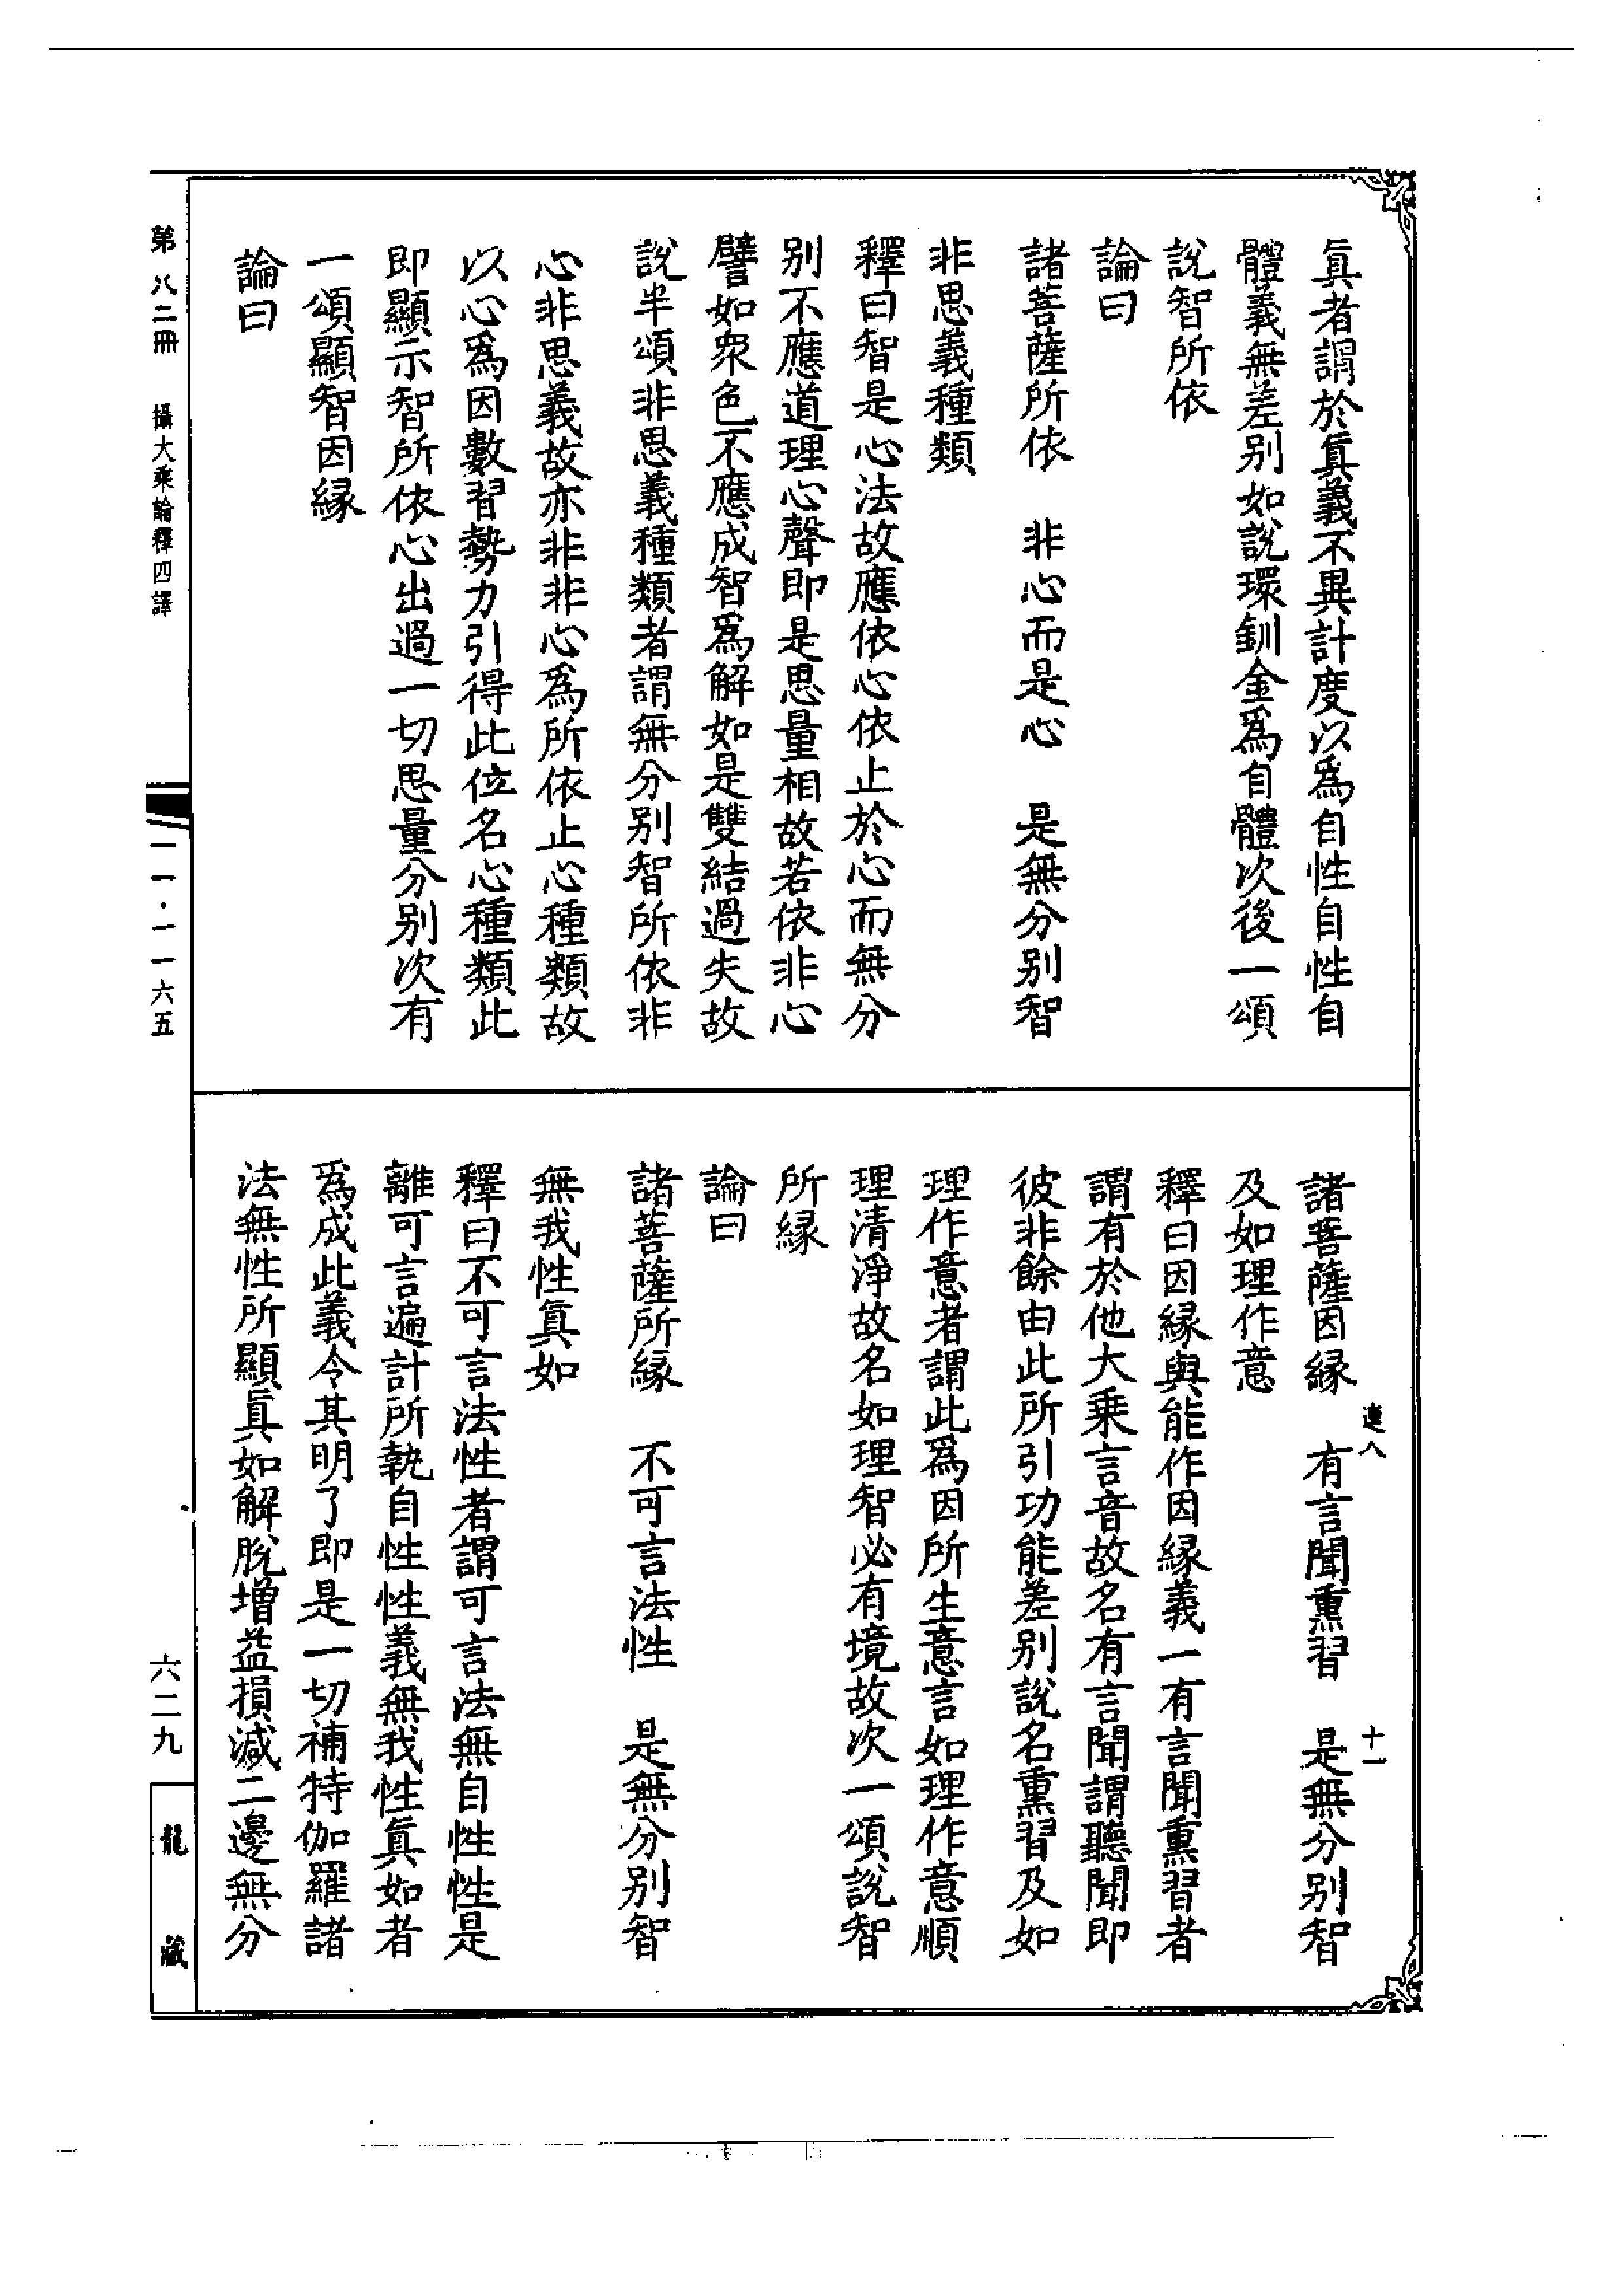 真者謂於真義不異計度以爲自性自性自
體義無差别如說環釧金爲自體次後一頌
說智所依
論曰
諸菩薩所依　非心而是心　是無分别智
非思義種類
釋曰智是心法故應依心依止於心而無分
别不應道理心聲即是思量相故若依非心
譬如衆色不應成智爲解如是雙結過失故
說半頌非思義種類者謂無分别智所依非
心非思義故亦非非心爲所依止心種類故
以心爲因數習勢力引得此位名心種類此
即顯示智所依心出過一切思量分别次有
一頌顯智因緣
論曰
諸菩薩因緣　有言聞熏習　是無分别智
及如理作意
釋曰因緣與能作因緣義一有言聞熏習者
謂有於他大乘言音故名有言聞謂聽聞即
彼非餘由此所引功能差别說名熏習及如
理作意者謂此爲因所生意言如理作意順
理清淨故名如理智必有境故次一頌說智
所緣
論曰
諸菩薩所緣　不可言法性　是無分别智
無我性真如
釋曰不可言法性者謂可言法無自性性是
離可言遍計所執自性性義無我性真如者
爲成此義令其明了即是一切補特伽羅諸
法無性所顯真如解脫增益損減二邊無分
十一
第八二冊　攝大乘論釋四譯
一一一·一一六五
六二九
龍藏